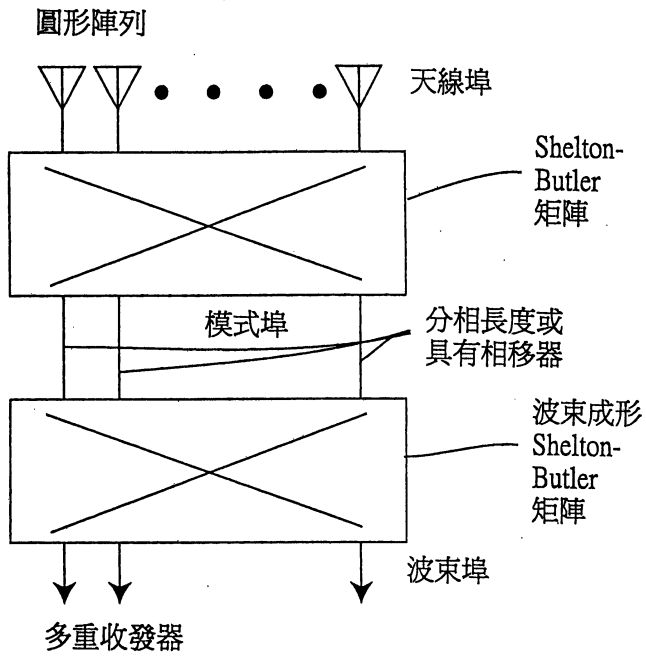 圓形陣列
天線埠
Shelton-
Butler
矩陣
模式埠
分相長度或
具有相移器
波束成形
Shelton-
Butler
矩陣
波束埠
多重收發器